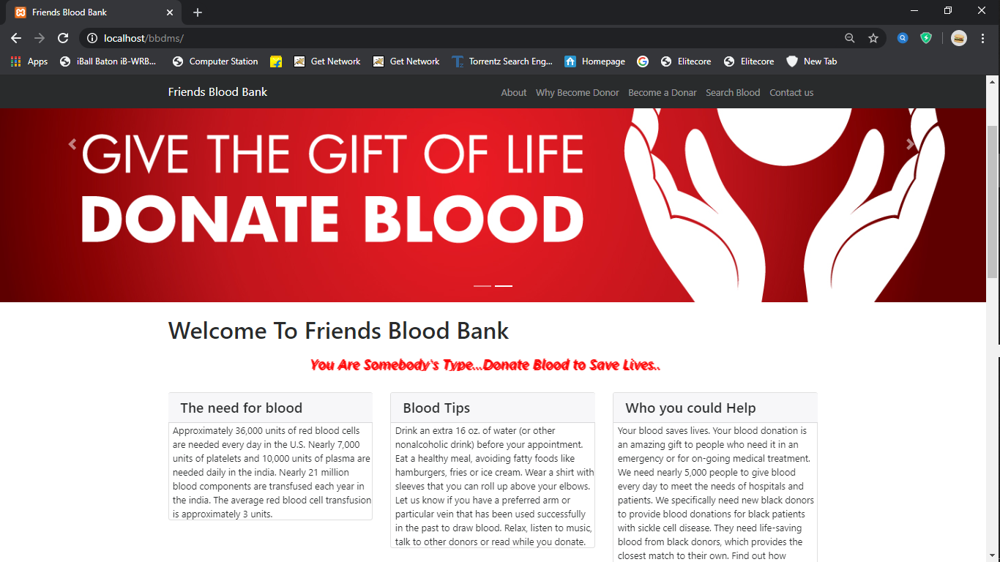 Friends Blood Bank
localhost/bbdms/
Apps iBall Baton iB-WRB... Computer Station Get Network Get Network Torrentz Search Eng... Homepage Elitecore Elitecore New Tab
Friends Blood Bank About Why Become Donor Become a Donar Search Blood Contact us
GIVE THE GIFT OF LIFE
DONATE BLOOD
Welcome To Friends Blood Bank
You Are Somebody's Type...Donate Blood to Save Lives..
The need for blood
Approximately 36,000 units of red blood cells
are needed every day in the U.S. Nearly 7,000
units of platelets and 10,000 units of plasma are
needed daily in the india. Nearly 21 million
blood components are transfused each year in
the india. The average red blood cell transfusion
is approximately 3 units.
Blood Tips
Drink an extra 16 oz. of water (or other
nonalcoholic drink) before your appointment.
Eat a healthy meal, avoiding fatty foods like
hamburgers, fries or ice cream. Wear a shirt with
sleeves that you can roll up above your elbows.
Let us know if you have a preferred arm or
particular vein that has been used successfully
in the past to draw blood. Relax, listen to music,
talk to other donors or read while you donate.
Who you could Help
Your blood saves lives. Your blood donation is
an amazing gift to people who need it in an
emergency or for on-going medical treatment.
We need nearly 5,000 people to give blood
every day to meet the needs of hospitals and
patients. We specifically need new black donors
to provide blood donations for black patients
with sickle cell disease. They need life-saving
blood from black donors, which provides the
closest match to their own. Find out how